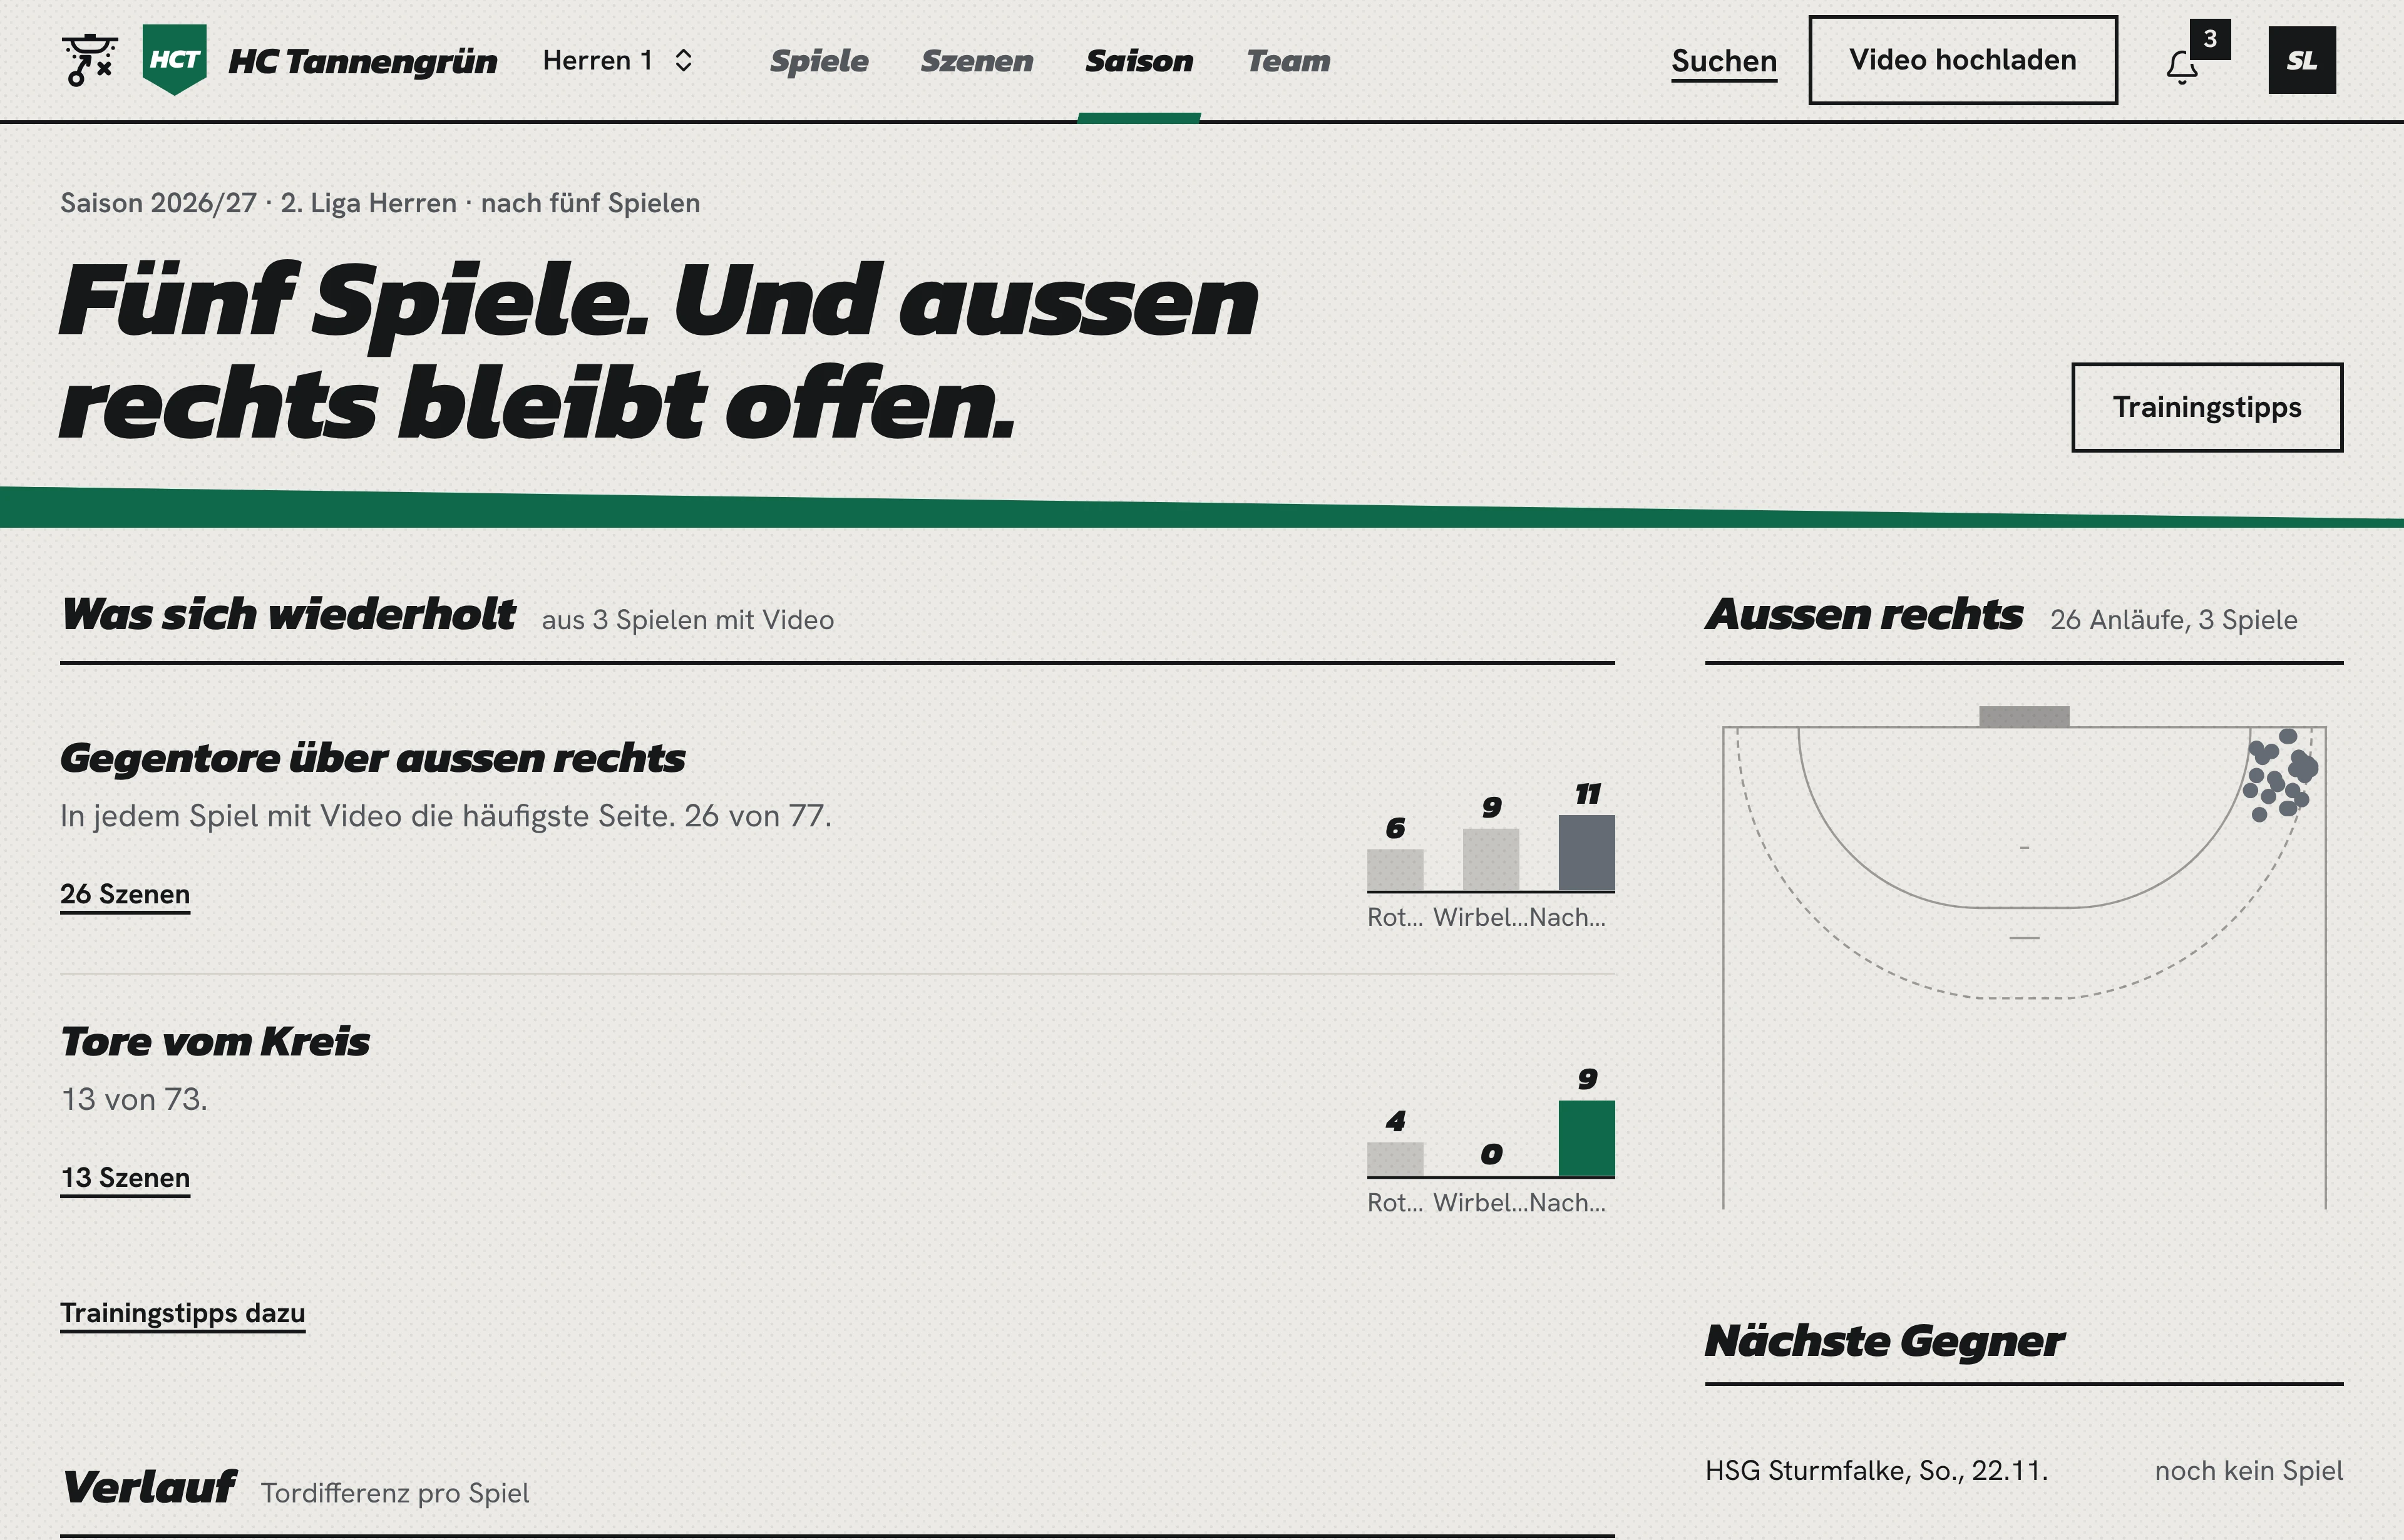 HCT HC Tannengrün Herren 1 Spiele Szenen Saison Team Suchen Video hochladen 3 SL
Saison 2026/27 · 2. Liga Herren · nach fünf Spielen
Fünf Spiele. Und aussen
rechts bleibt offen.
Trainingstipps
Was sich wiederholt aus 3 Spielen mit Video
Gegentore über aussen rechts
In jedem Spiel mit Video die häufigste Seite. 26 von 77.
26 Szenen
6 9 11
Rot... Wirbel...Nach...
Tore vom Kreis
13 von 73.
13 Szenen
4 0 9
Rot... Wirbel...Nach...
Trainingstipps dazu
Verlauf Tordifferenz pro Spiel
Aussen rechts 26 Anläufe, 3 Spiele
Nächste Gegner
HSG Sturmfalke, So., 22.11. noch kein Spiel